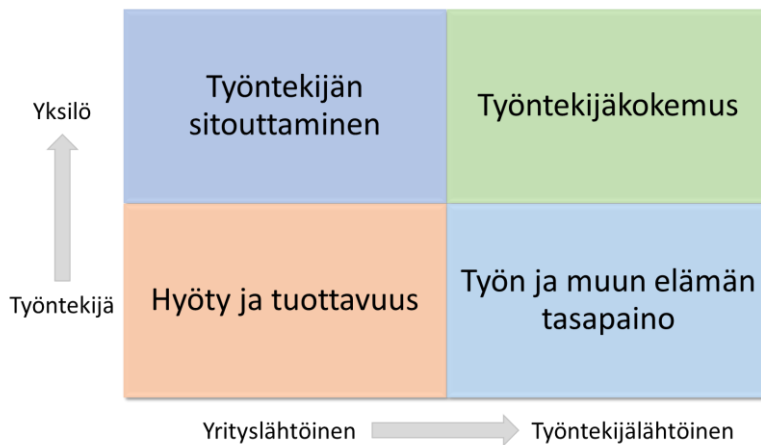 Yksilö
Työntekijän
sitouttaminen
Työntekijäkokemus
Työntekijä
Hyöty ja tuottavuus
Työn ja muun elämän
tasapaino
Yrityslähtöinen
Työntekijälähtöinen